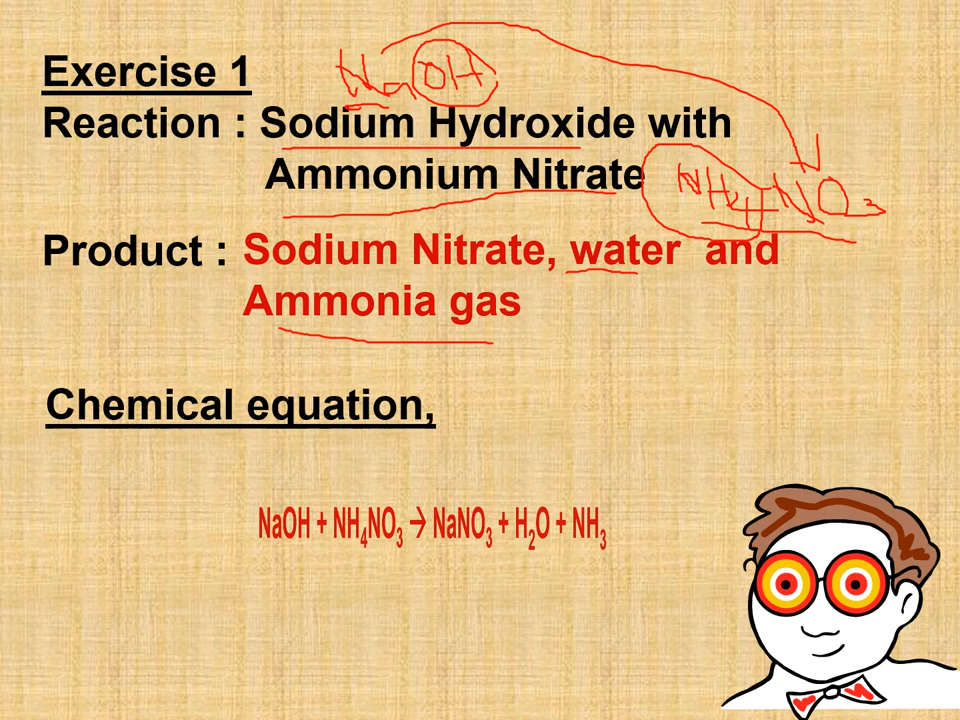 Exercise 1
NaOH
Reaction : Sodium Hydroxide with
Ammonium Nitrate
NH4NO3
Product : Sodium Nitrate, water and
Ammonia gas
Chemical equation,
NaOH + NH₄NO₃ → NaNO₃ + H₂O + NH₃